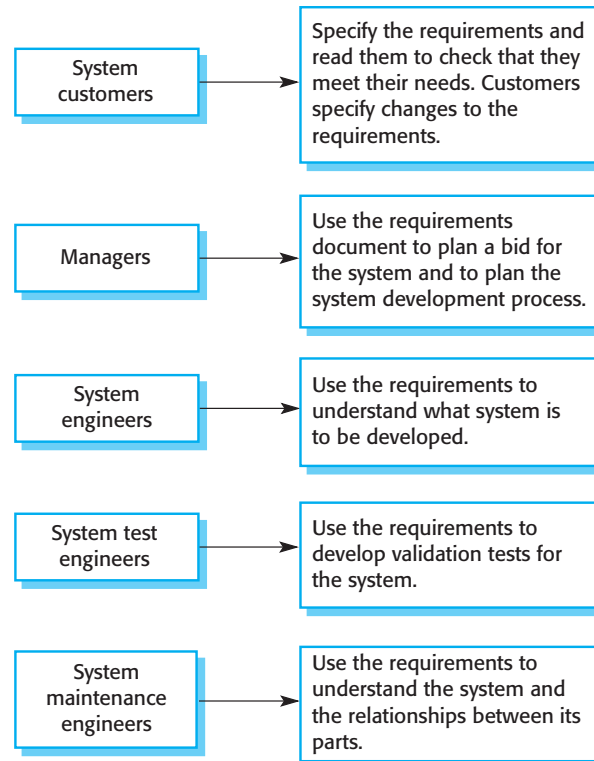 System
customers
Specify the requirements and
read them to check that they
meet their needs. Customers
specify changes to the
requirements.
Managers
Use the requirements
document to plan a bid for
the system and to plan the
system development process.
System
engineers
Use the requirements to
understand what system is
to be developed.
System test
engineers
Use the requirements to
develop validation tests for
the system.
System
maintenance
engineers
Use the requirements to
understand the system and
the relationships between its
parts.